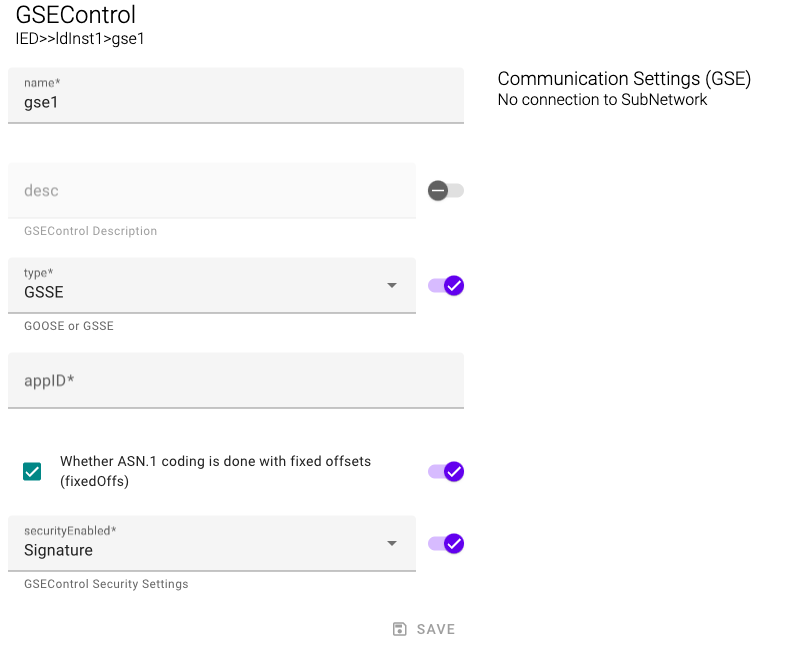 GSEControl
IED>>ldInst1>gse1
name*
gse1
Communication Settings (GSE)
No connection to SubNetwork
desc
GSEControl Description
type*
GSSE
GOOSE or GSSE
appID*
Whether ASN.1 coding is done with fixed offsets
(fixedOffs)
securityEnabled*
Signature
GSEControl Security Settings
SAVE